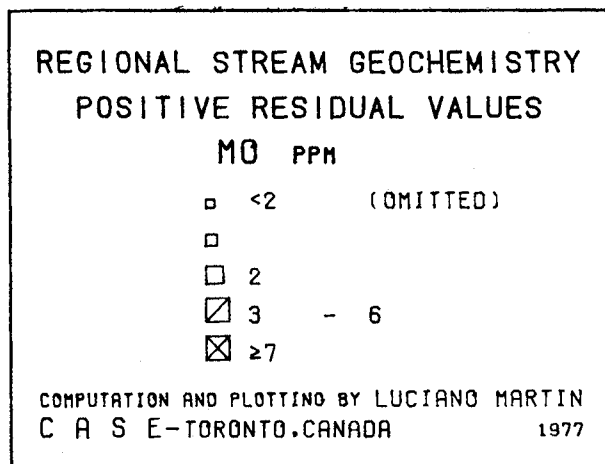 REGIONAL STREAM GEOCHEMISTRY
POSITIVE RESIDUAL VALUES
MO PPM
<2 (OMITTED)
2
3 - 6
≥7
COMPUTATION AND PLOTTING BY LUCIANO MARTIN
C A S E-TORONTO.CANADA 1977